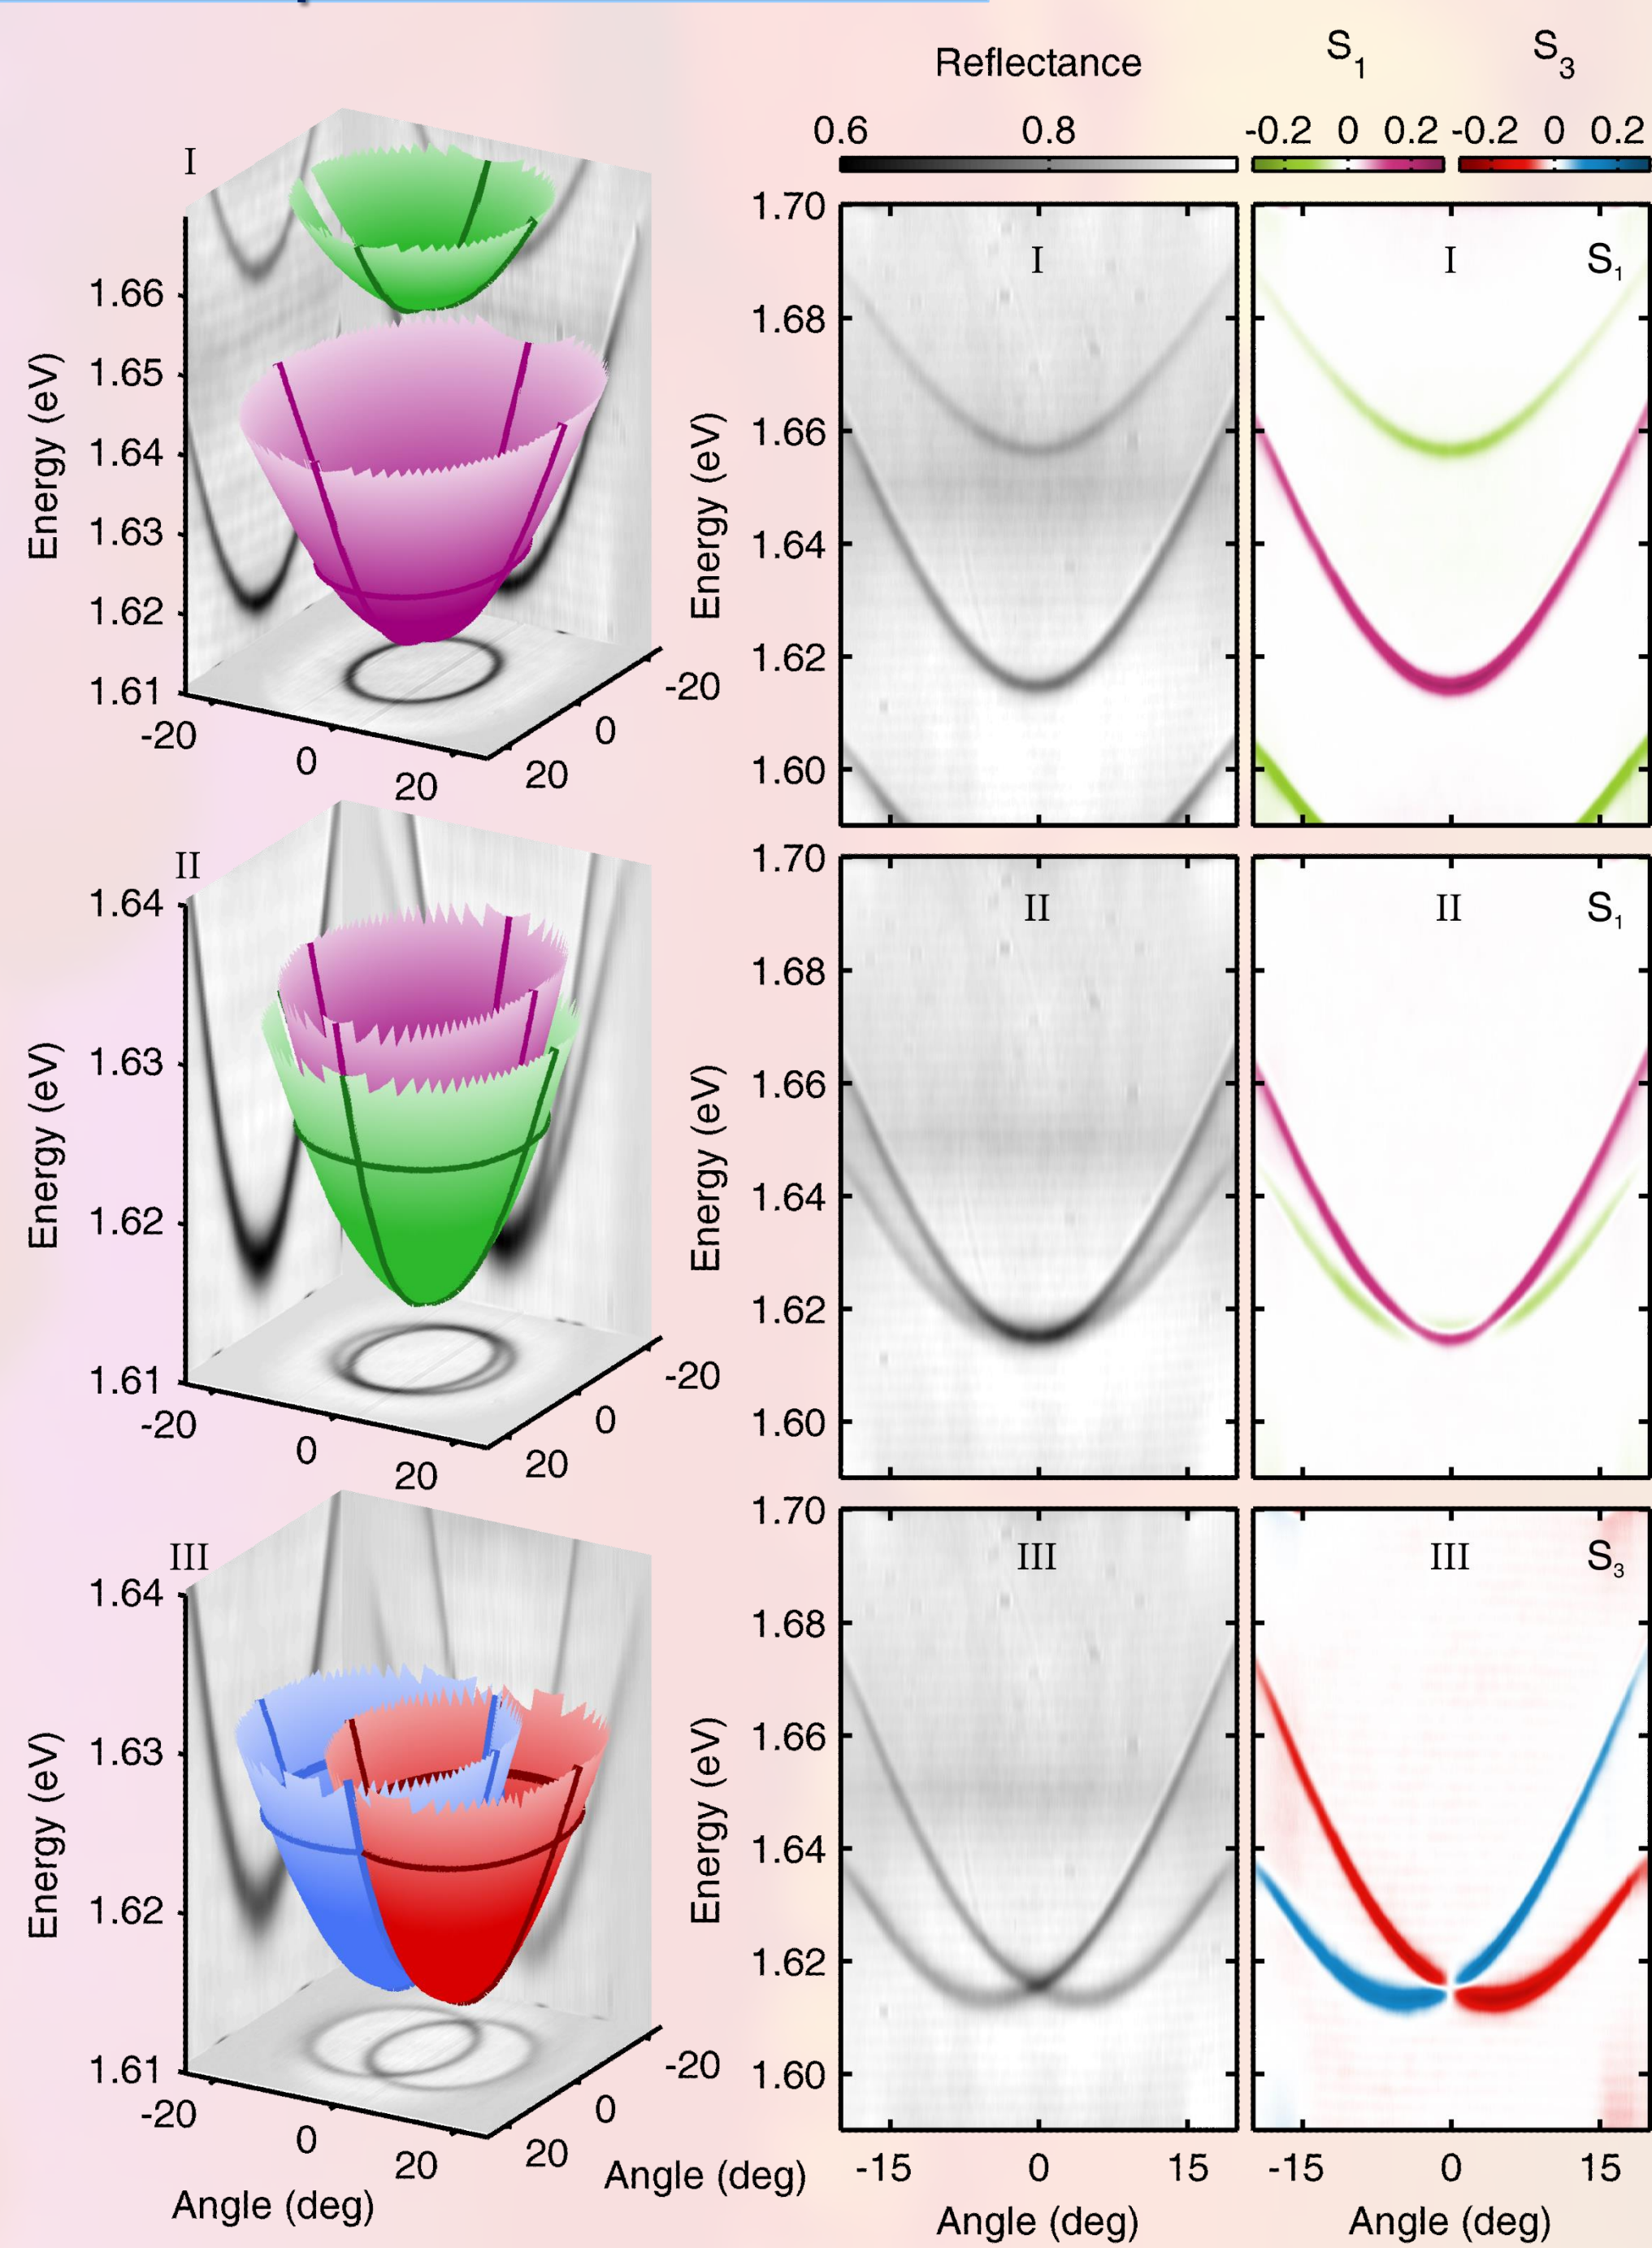 Reflectance
S1
S3
0.6
0.8
-0.2 0 0.2
-0.2 0 0.2
I
1.66
1.65
1.64
1.63
1.62
1.61
Energy (eV)
-20
0
20
20
0
-20
1.70
1.68
1.66
1.64
1.62
1.60
Energy (eV)
I
I
S1
II
1.64
1.63
1.62
1.61
Energy (eV)
-20
0
20
20
0
-20
1.70
1.68
1.66
1.64
1.62
1.60
Energy (eV)
II
II
S1
III
1.64
1.63
1.62
1.61
Energy (eV)
-20
0
20
20
0
-20
Angle (deg)
Angle (deg)
1.70
1.68
1.66
1.64
1.62
1.60
Energy (eV)
III
-15 0 15
Angle (deg)
III
S3
-15 0 15
Angle (deg)